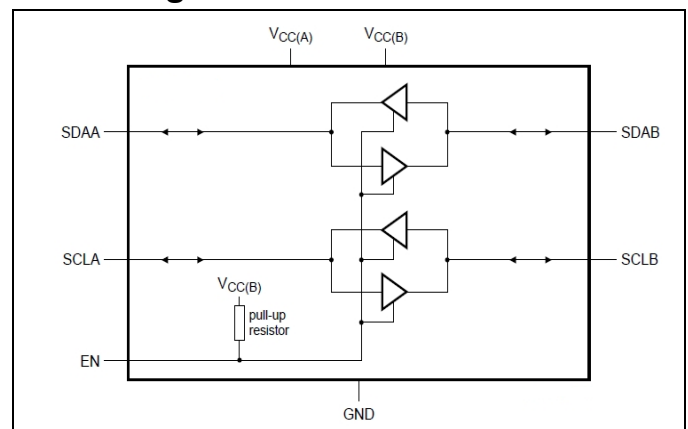 VCC(A)
VCC(B)
SDAA
SDAB
SCLA
SCLB
VCC(B)
pull-up
resistor
EN
GND